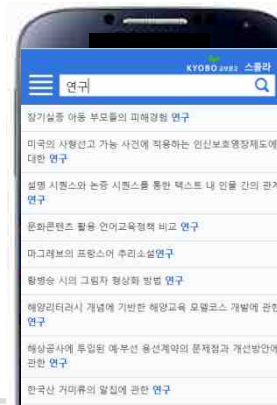 KYOBO 교보문고 스콜라
연구
장기실종 아동 부모들의 피해경험 연구
미국의 사형선고 가능 사건에 적용하는 인신보호영장제도에
대한 연구
설명 시퀀스와 논증 시퀀스를 통한 텍스트 내 인물 간의 관계
연구
문화콘텐츠 활용 언어교육정책 비교 연구
마그레브의 프랑스어 추리소설연구
황병승 시의 그림자 형상화 방법 연구
해양리터러시 개념에 기반한 해양교육 모델코스 개발에 관한
연구
해상공사에 투입된 예·부선 용선계약의 문제점과 개선방안에
관한 연구
한국산 거미류의 알집에 관한 연구